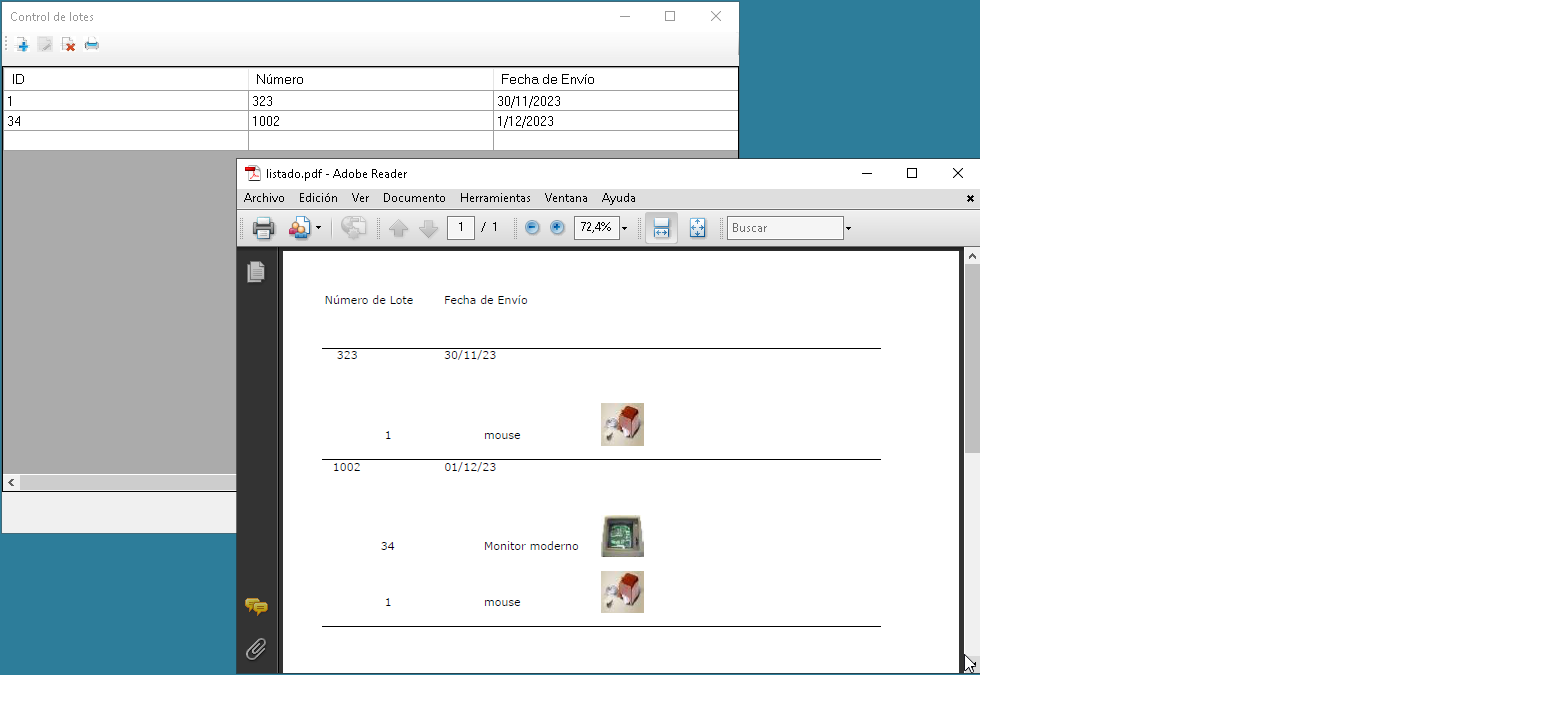 Control de lotes
ID Número Fecha de Envío
1 323 30/11/2023
34 1002 1/12/2023
listado.pdf - Adobe Reader
Archivo Edición Ver Documento Herramientas Ventana Ayuda
1 / 1 72,4% Buscar
Número de Lote Fecha de Envío
323 30/11/23
1 mouse
1002 01/12/23
34 Monitor moderno
1 mouse